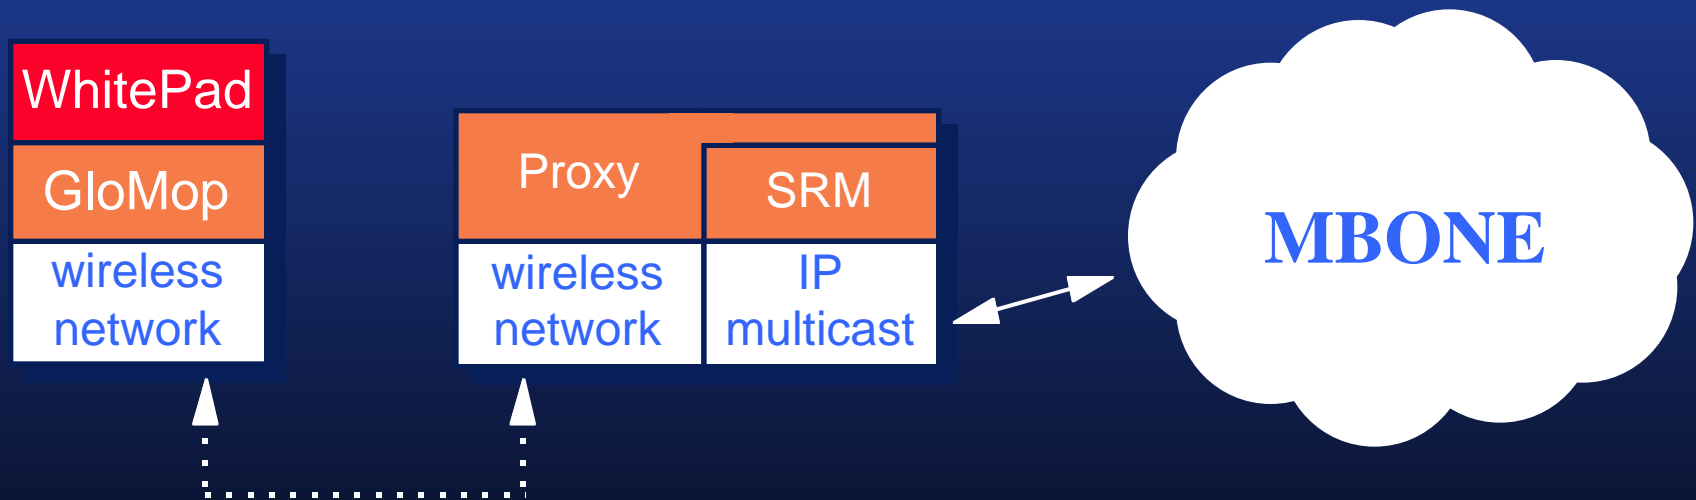 WhitePad
GloMop
wireless
network
Proxy
SRM
wireless
network
IP
multicast
MBONE